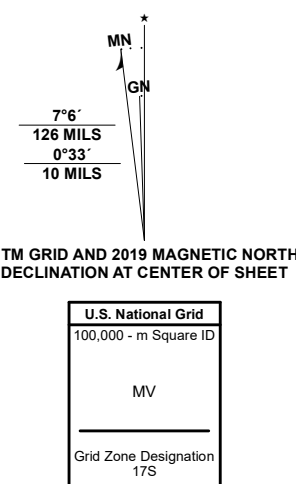 ★
MN
GN
7°6´
126 MILS
0°33´
10 MILS
TM GRID AND 2019 MAGNETIC NORTH
DECLINATION AT CENTER OF SHEET
U.S. National Grid
100,000 - m Square ID
MV
Grid Zone Designation
17S